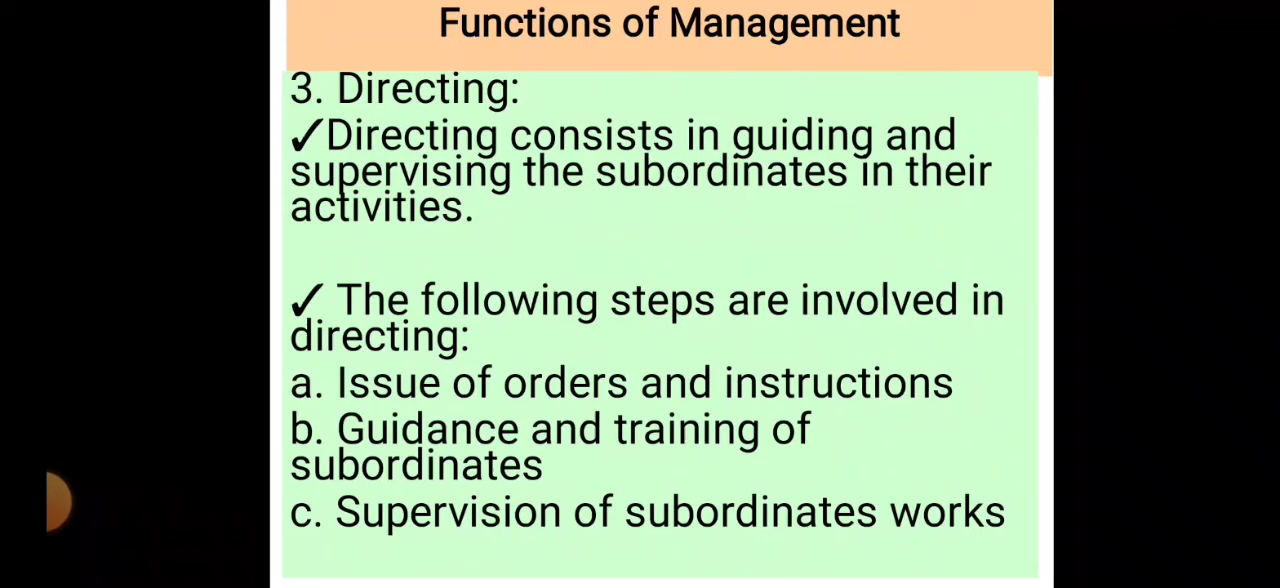 Functions of Management
3. Directing:
✓Directing consists in guiding and
supervising the subordinates in their
activities.
✓ The following steps are involved in
directing:
a. Issue of orders and instructions
b. Guidance and training of
subordinates
c. Supervision of subordinates works